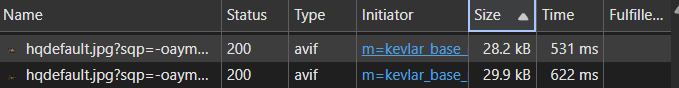 Name Status Type Initiator Size ▲ Time Fulfille...
hqdefault.jpg?sqp=-oaym... 200 avif m=kevlar_base_ 28.2 kB 531 ms
hqdefault.jpg?sqp=-oaym... 200 avif m=kevlar_base_ 29.9 kB 622 ms